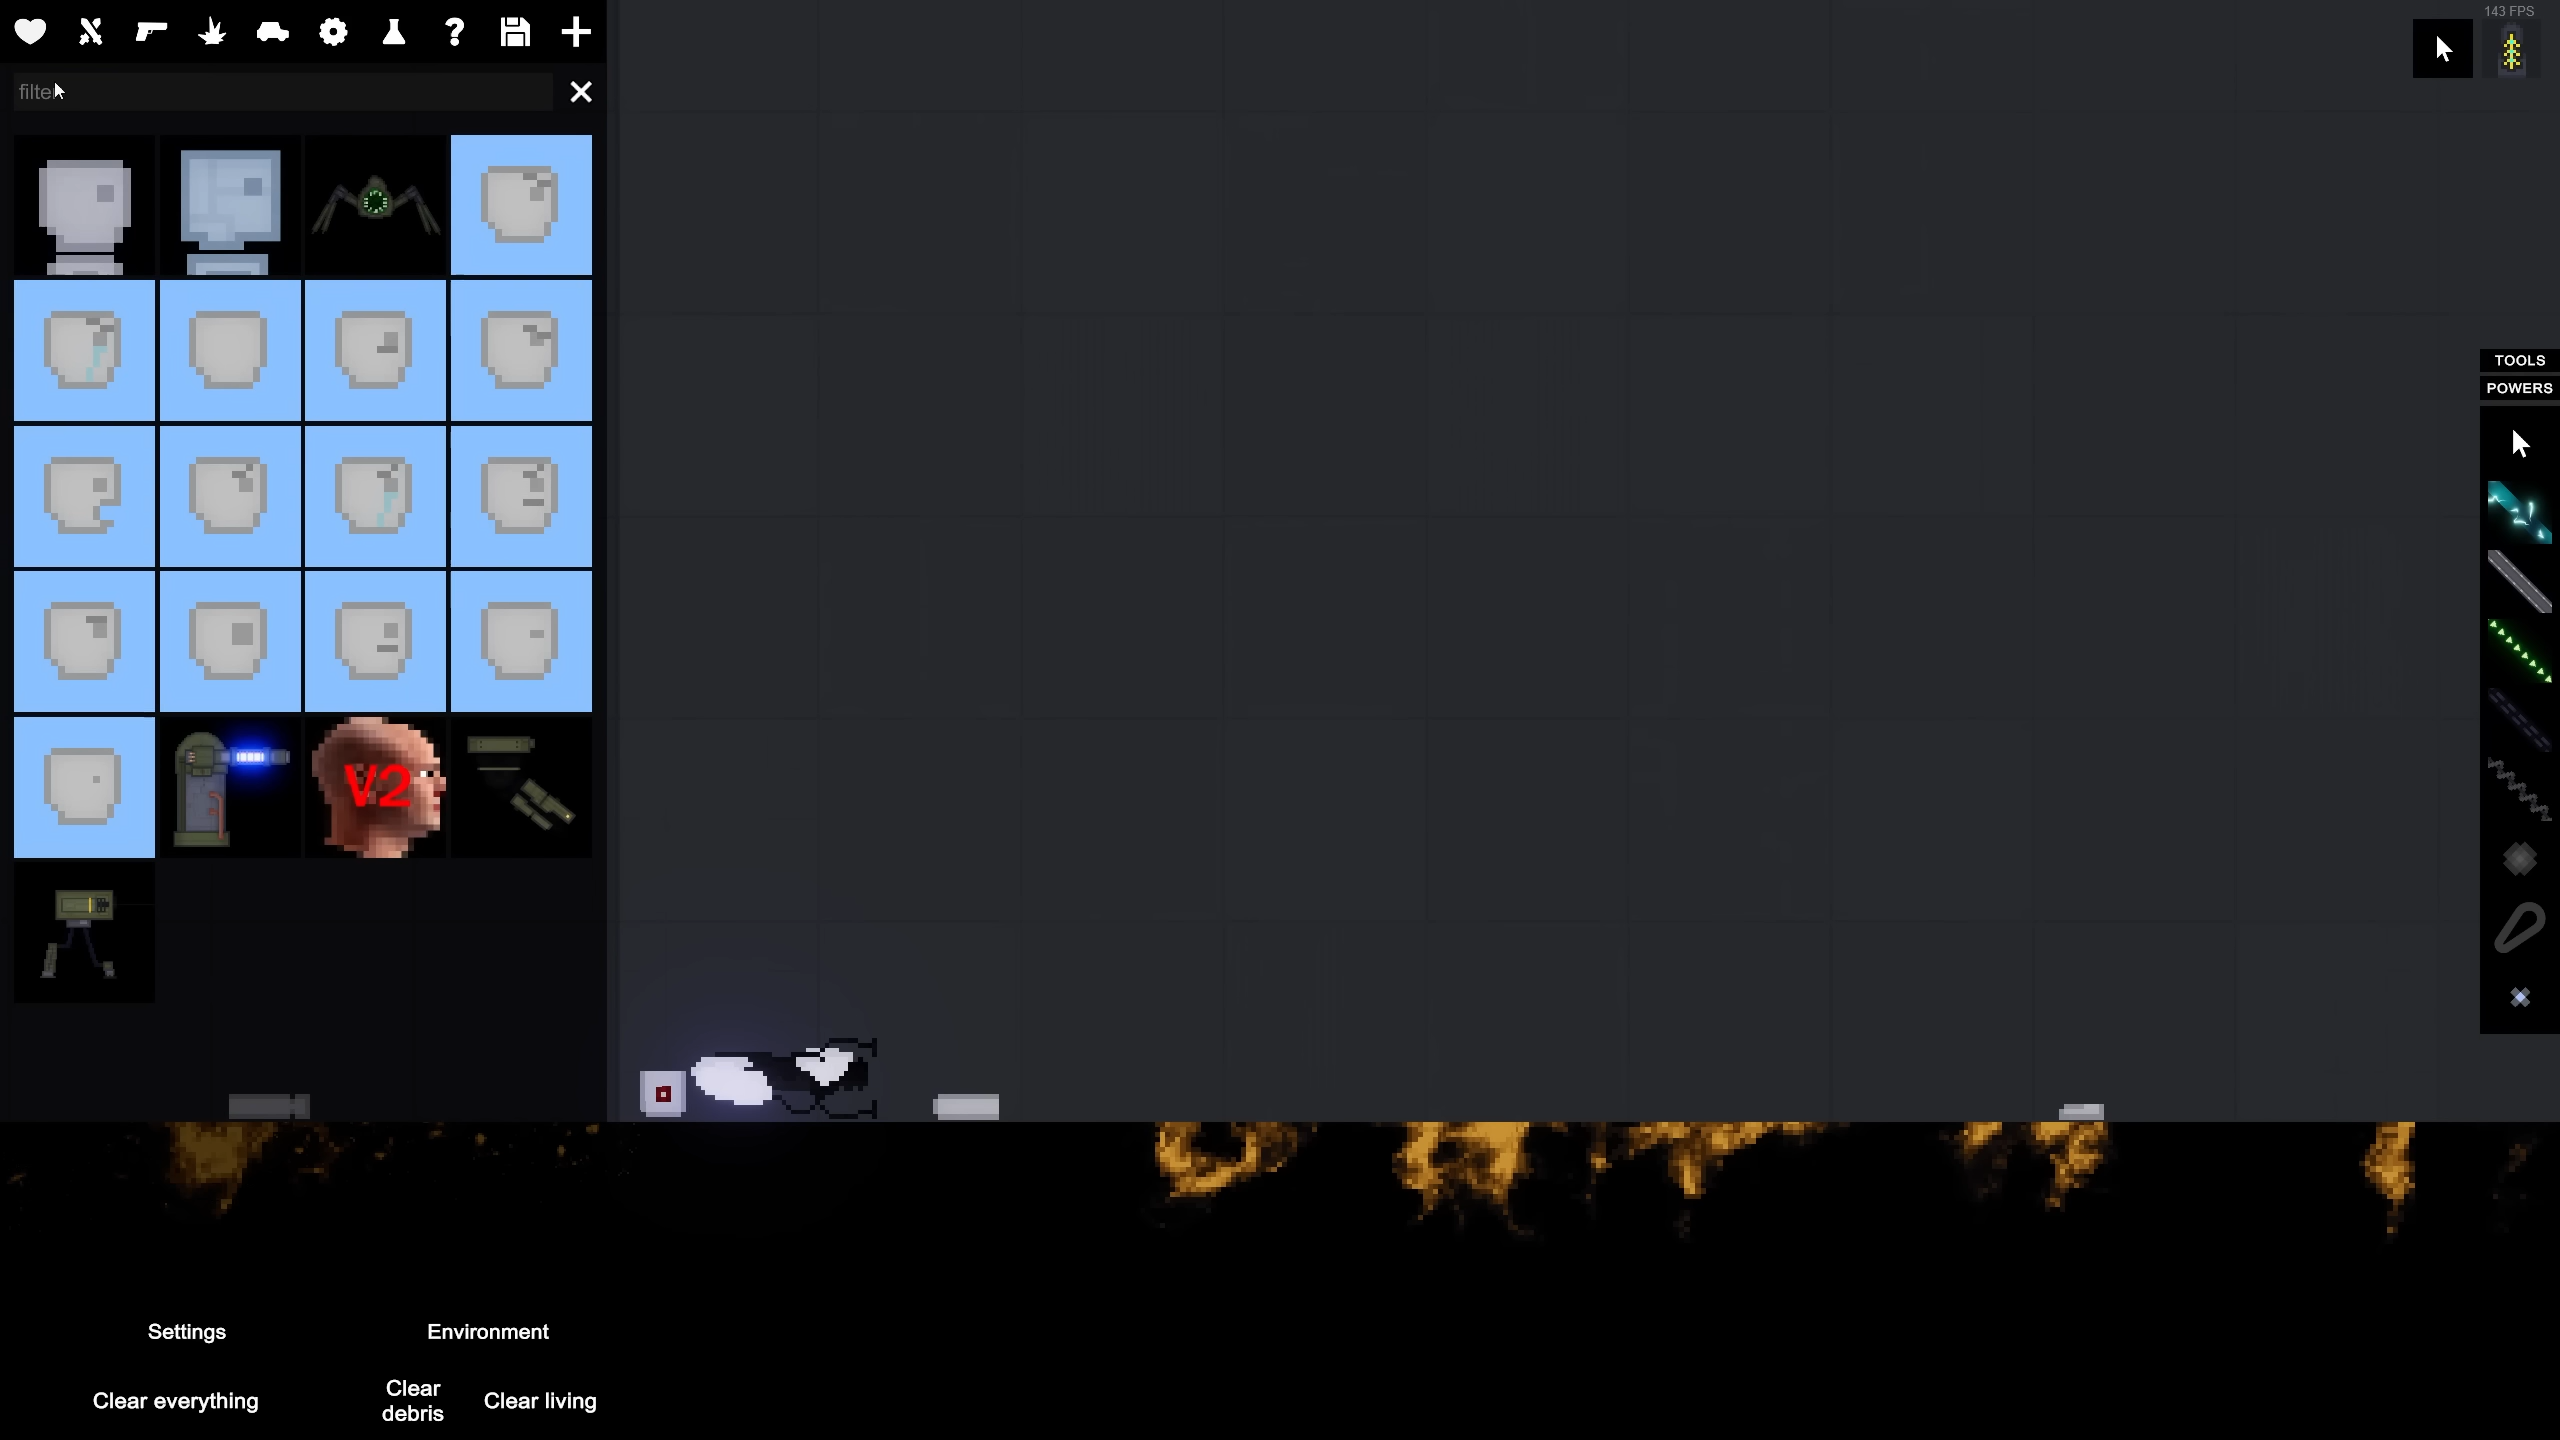 143 FPS
filter
TOOLS
POWERS
V2
Settings
Environment
Clear everything
Clear
debris
Clear living